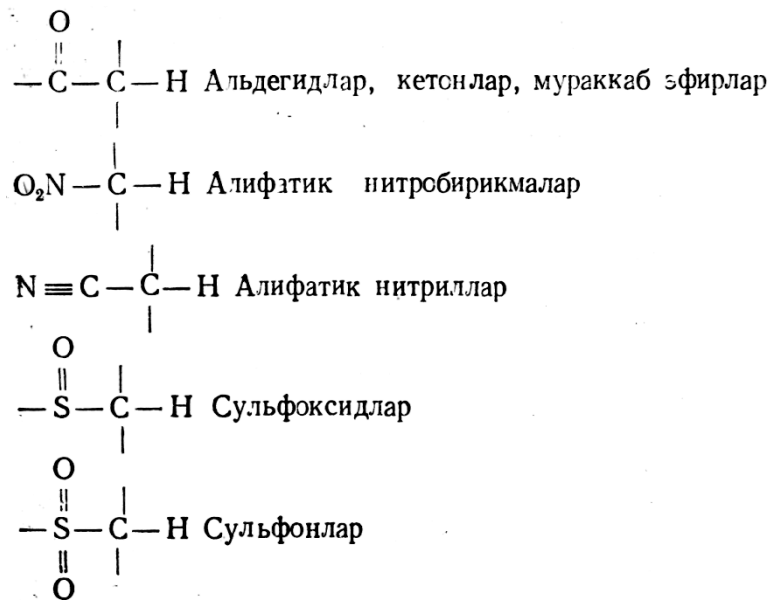 O
—C—C—H Альдегидлар, кетонлар, мураккаб эфирлар
O₂N—C—H Алифатик нитробирикмалар
N≡C—C—H Алифатик нитриллар
O
—S—C—H Сульфоксидлар
O
—S—C—H Сульфонлар
O